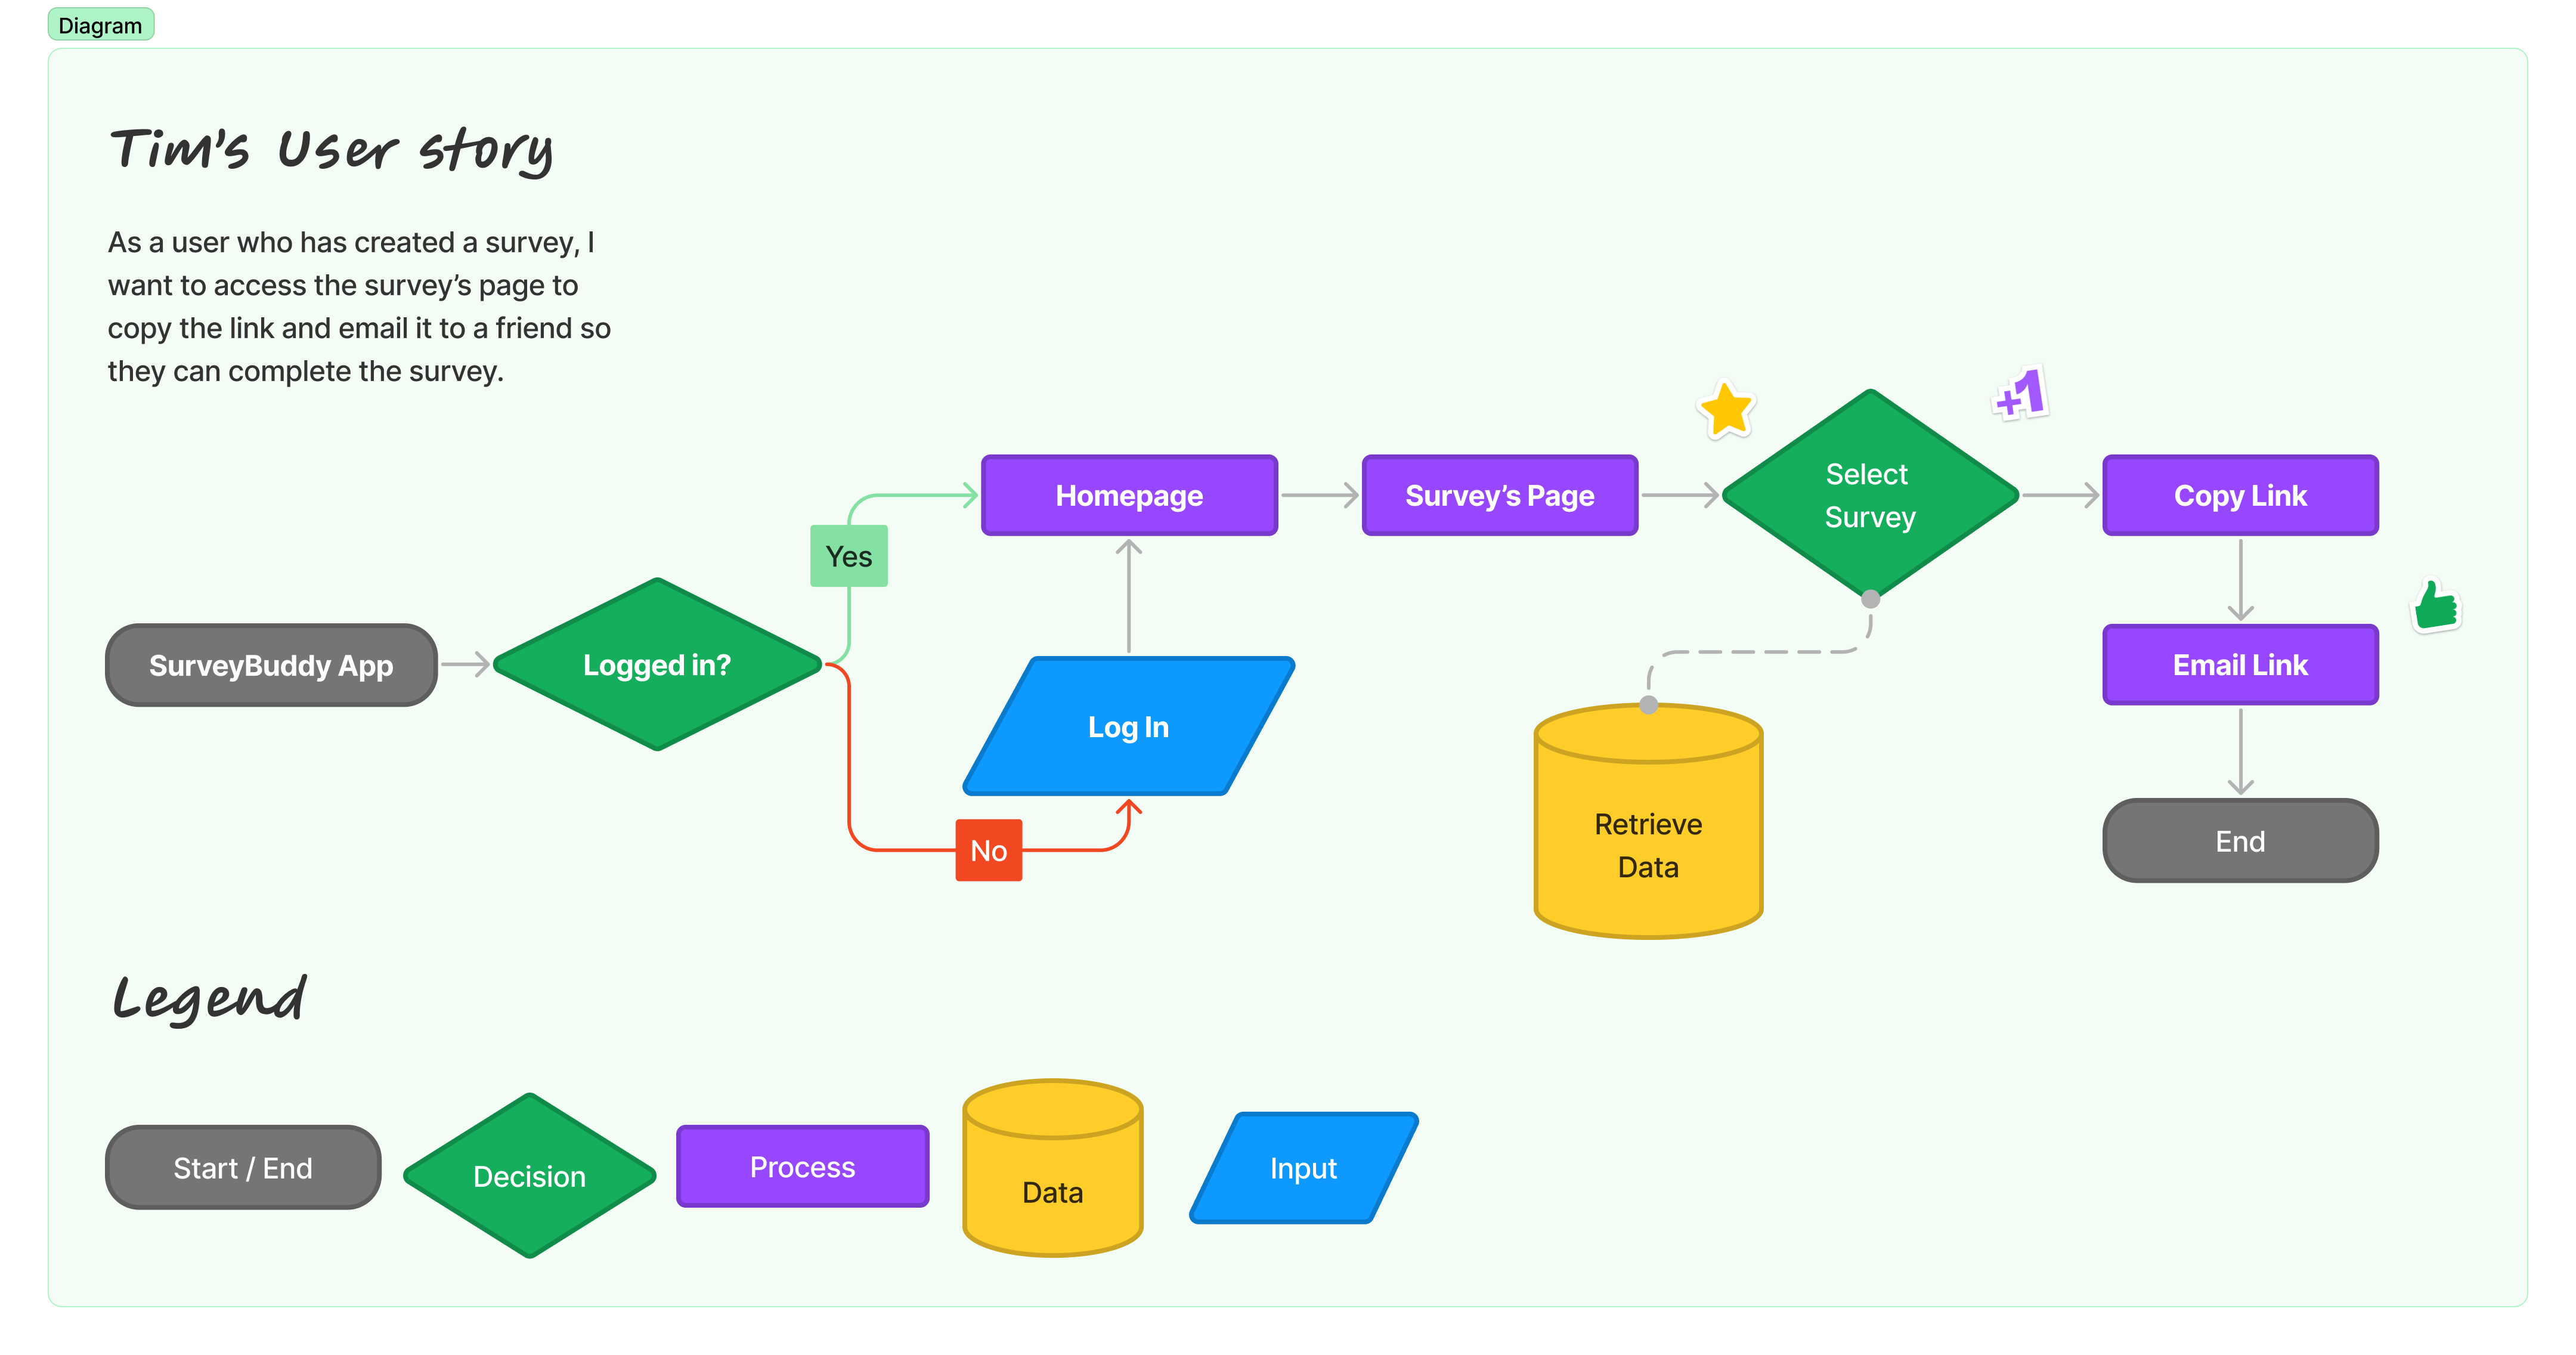 Diagram
Tim's User story
As a user who has created a survey, I
want to access the survey’s page to
copy the link and email it to a friend so
they can complete the survey.
+1
Select
Survey
Homepage
Survey’s Page
Copy Link
Yes
SurveyBuddy App
Logged in?
Log In
Email Link
No
Retrieve
Data
End
Legend
Start / End
Decision
Process
Data
Input